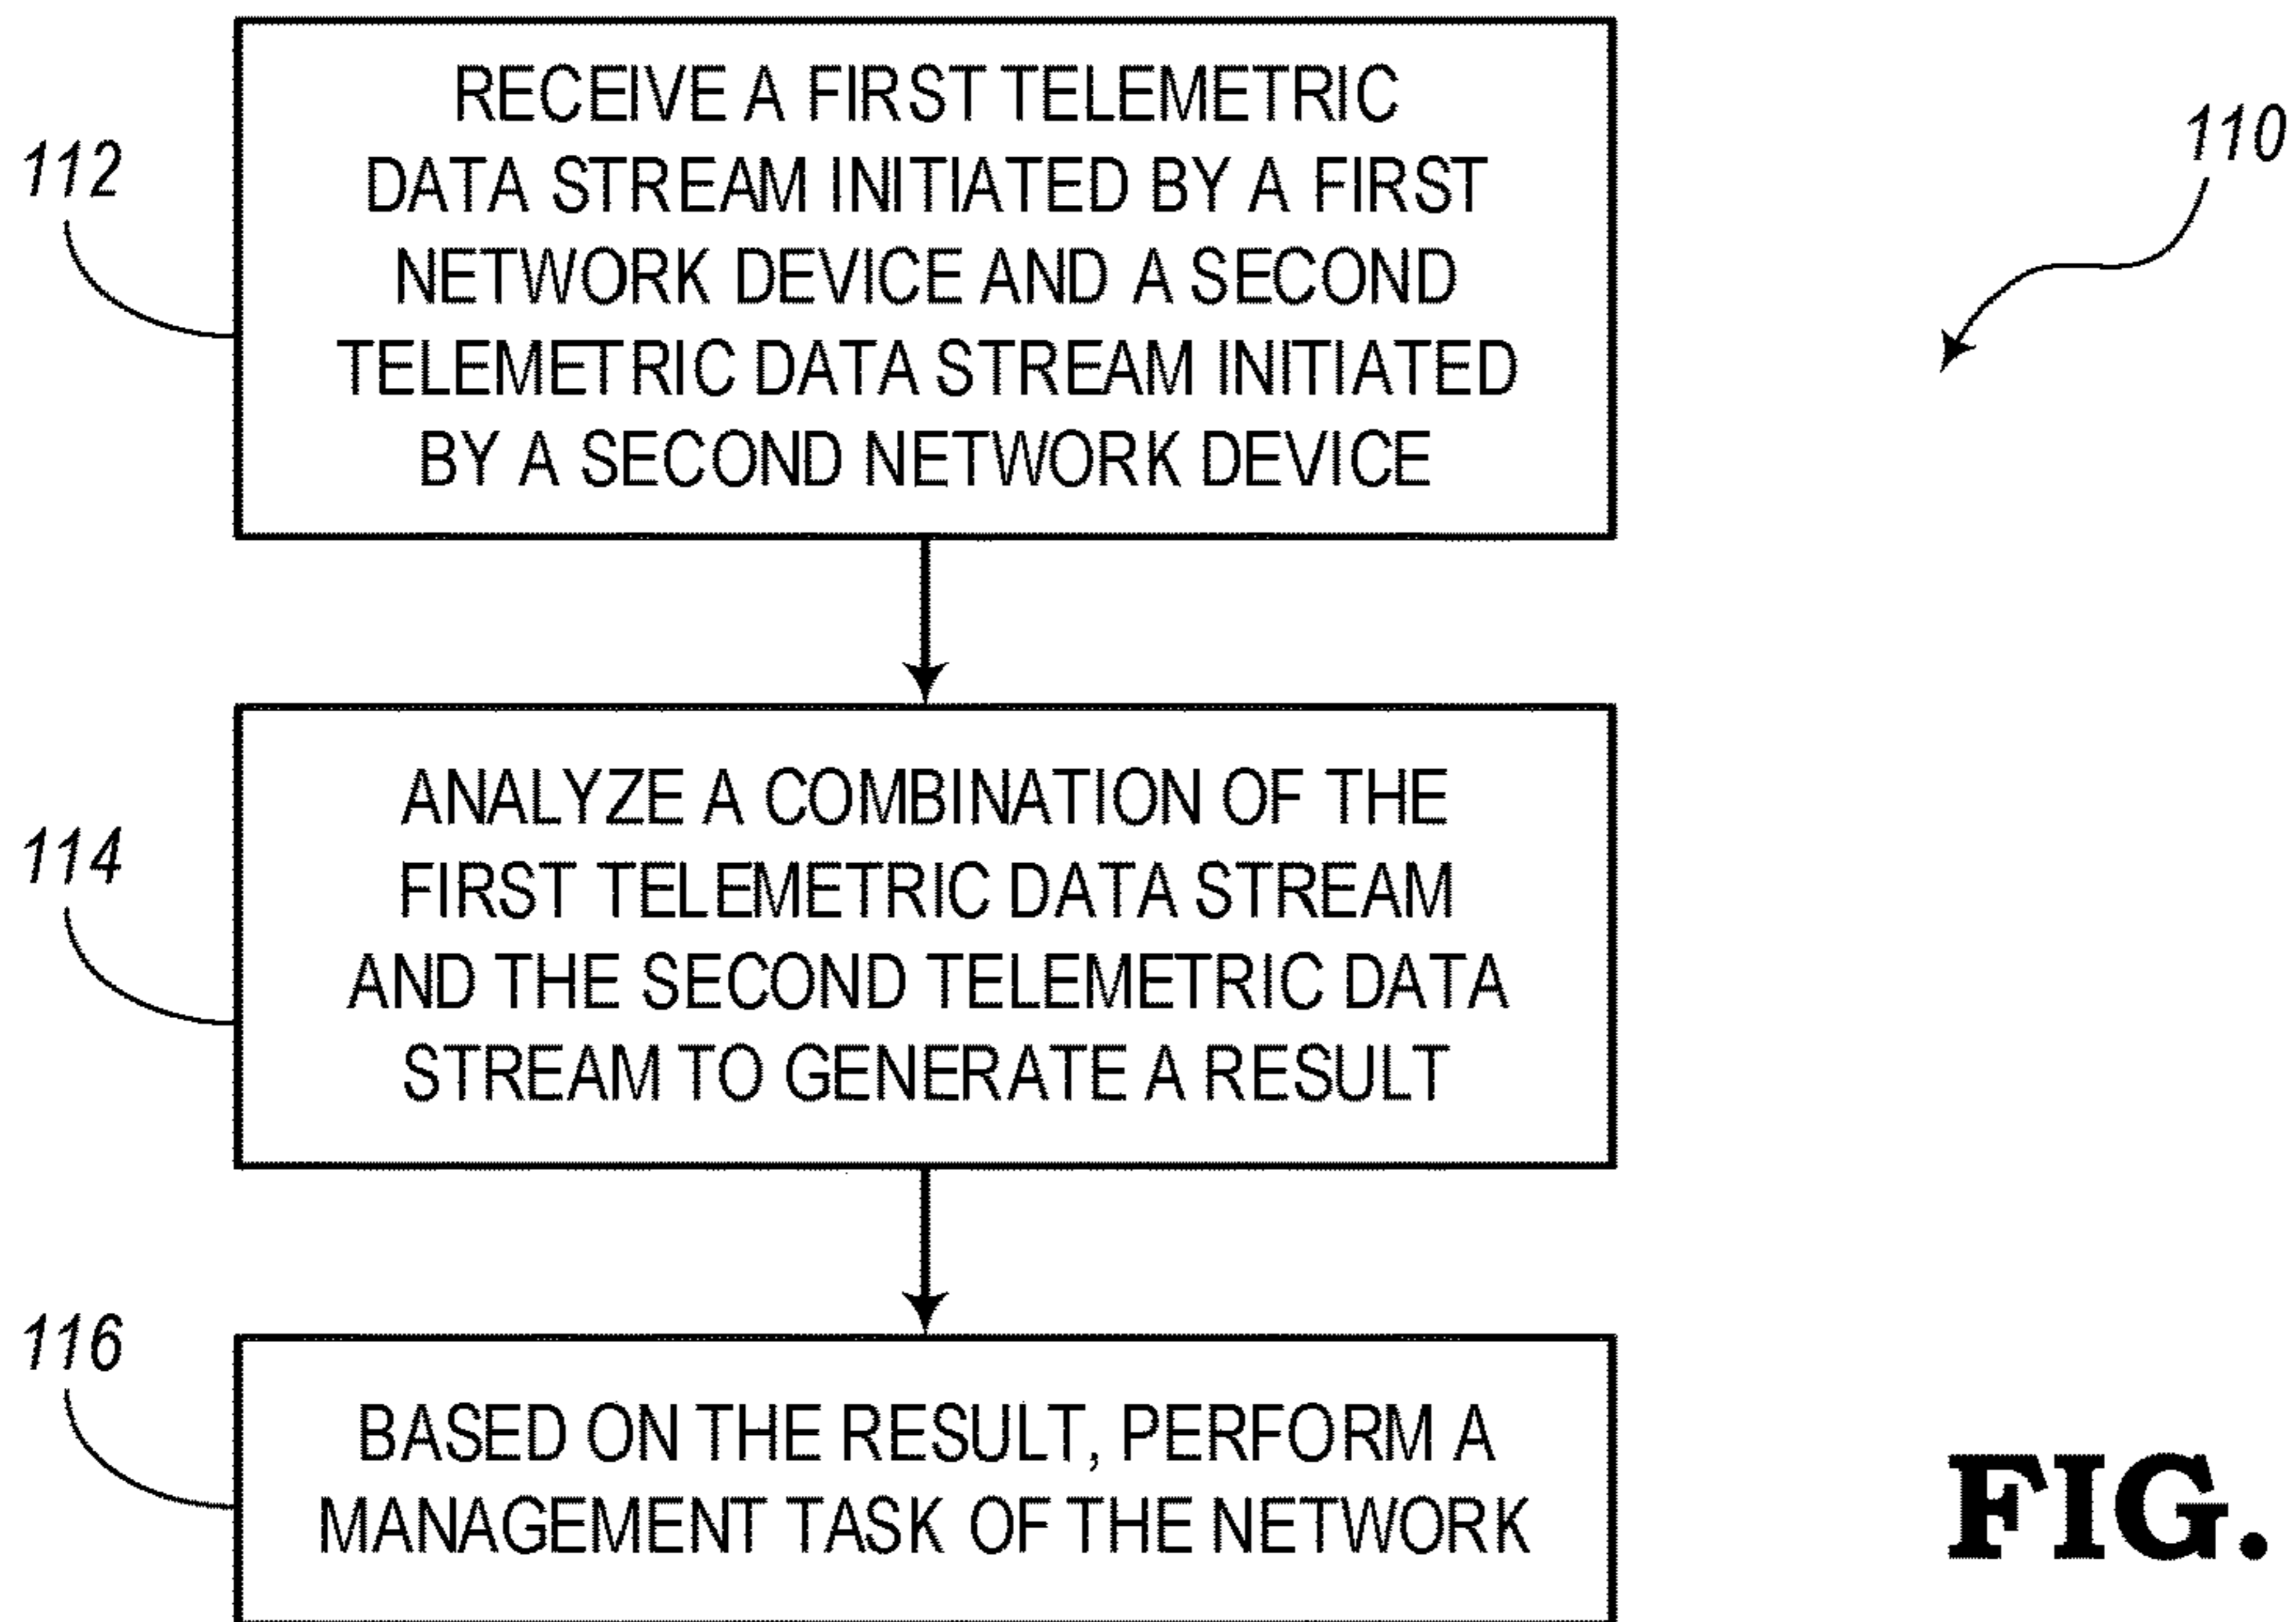 RECEIVE A FIRST TELEMETRIC
DATA STREAM INITIATED BY A FIRST
NETWORK DEVICE AND A SECOND
TELEMETRIC DATA STREAM INITIATED
BY A SECOND NETWORK DEVICE
112
110
ANALYZE A COMBINATION OF THE
FIRST TELEMETRIC DATA STREAM
AND THE SECOND TELEMETRIC DATA
STREAM TO GENERATE A RESULT
114
BASED ON THE RESULT, PERFORM A
MANAGEMENT TASK OF THE NETWORK
116
FIG.